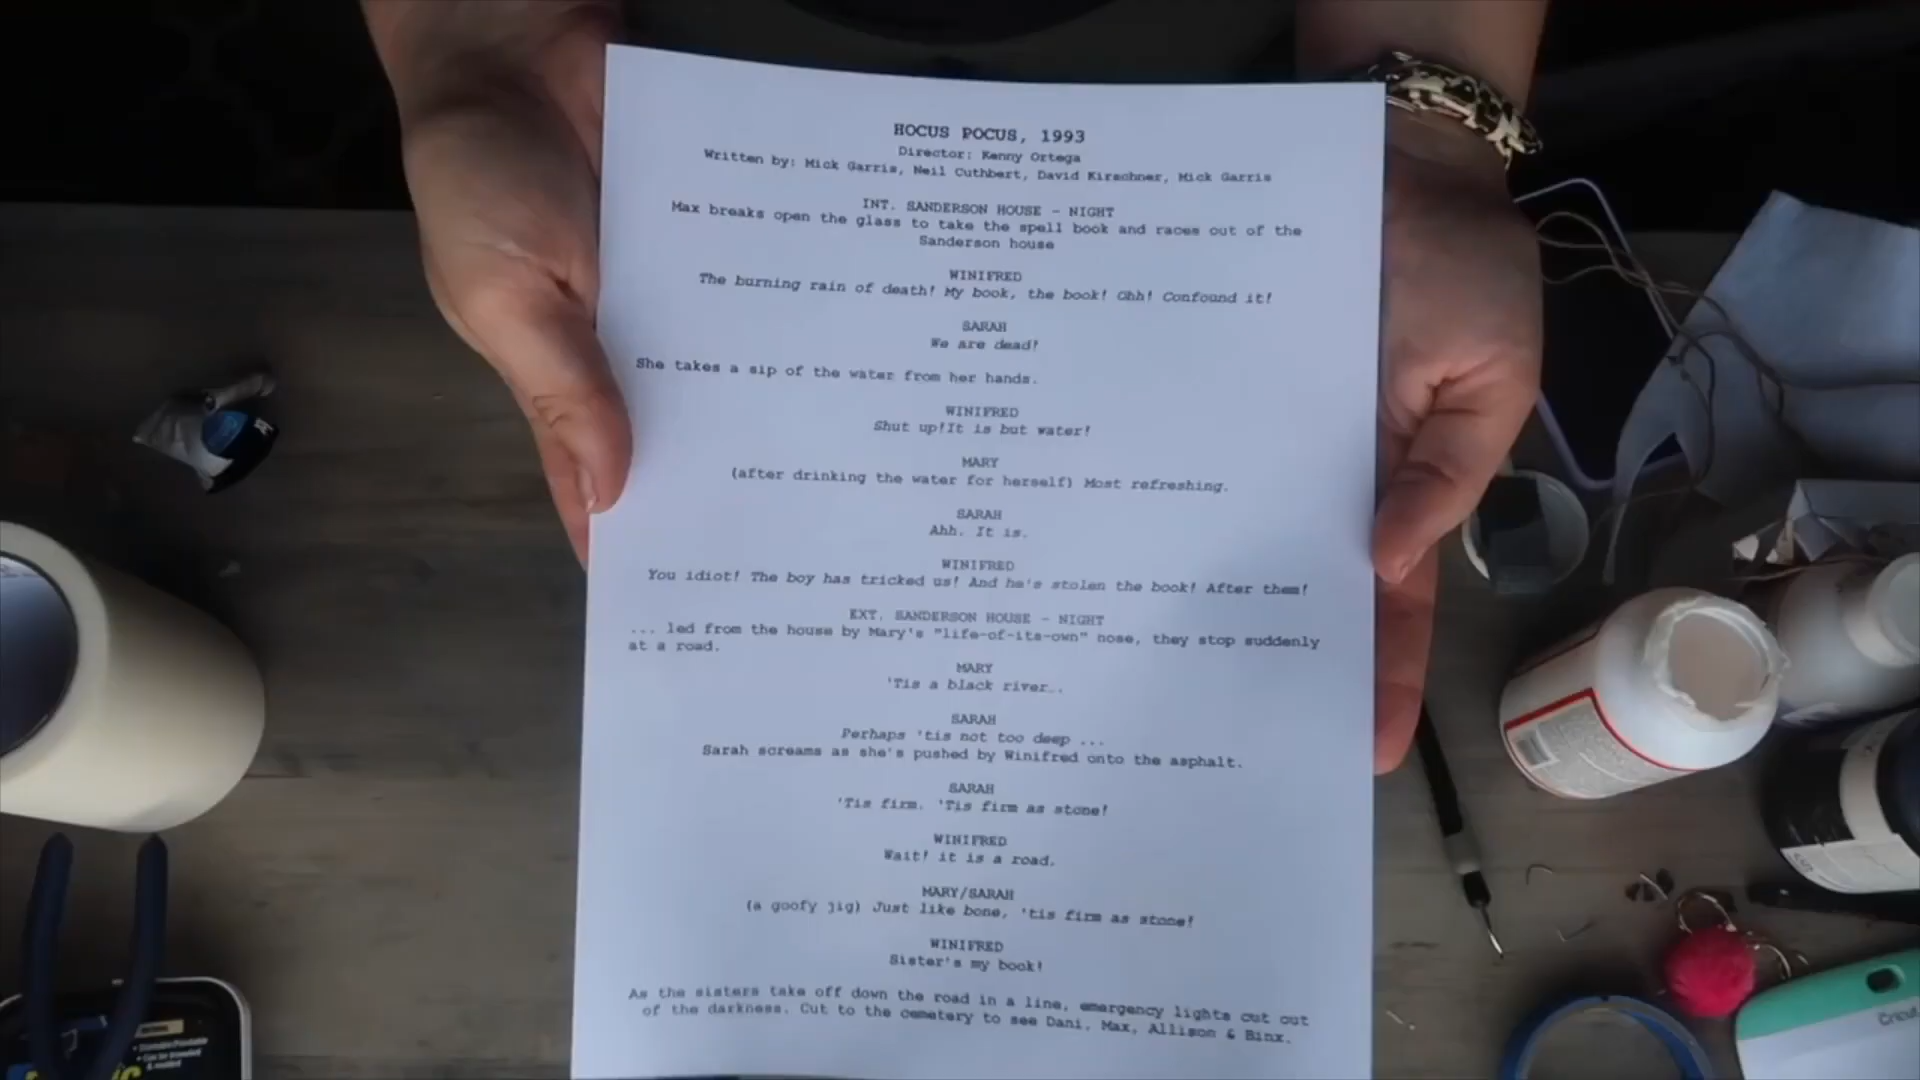 HOCUS POCUS, 1993
Director: Kenny Ortega
Written by: Mick Garris, Neil Cuthbert, David Kirschner, Mick Garris
INT. SANDERSON HOUSE - NIGHT
Max breaks open the glass to take the spell book and races out of the
Sanderson house
WINIFRED
The burning rain of death! My book, the book! Ohh! Confound it!
SARAH
We are dead!
She takes a sip of the water from her hands.
WINIFRED
Shut up!It is but water!
MARY
(after drinking the water for herself) Most refreshing.
SARAH
Ahh. It is.
WINIFRED
You idiot! The boy has tricked us! And he's stolen the book! After them!
EXT. SANDERSON HOUSE - NIGHT
... led from the house by Mary's "life-of-its-own" nose, they stop suddenly
at a road.
MARY
'Tis a black river..
SARAH
Perhaps 'tis not too deep ...
Sarah screams as she's pushed by Winifred onto the asphalt.
SARAH
'Tis firm. 'Tis firm as stone!
WINIFRED
Wait! it is a road.
MARY/SARAH
(a goofy jig) Just like bone, 'tis firm as stone!
WINIFRED
Sister's my book!
As the sisters take off down the road in a line, emergency lights cut out
of the darkness. Cut to the cemetery to see Dani, Max, Allison & Binx.
Cricut